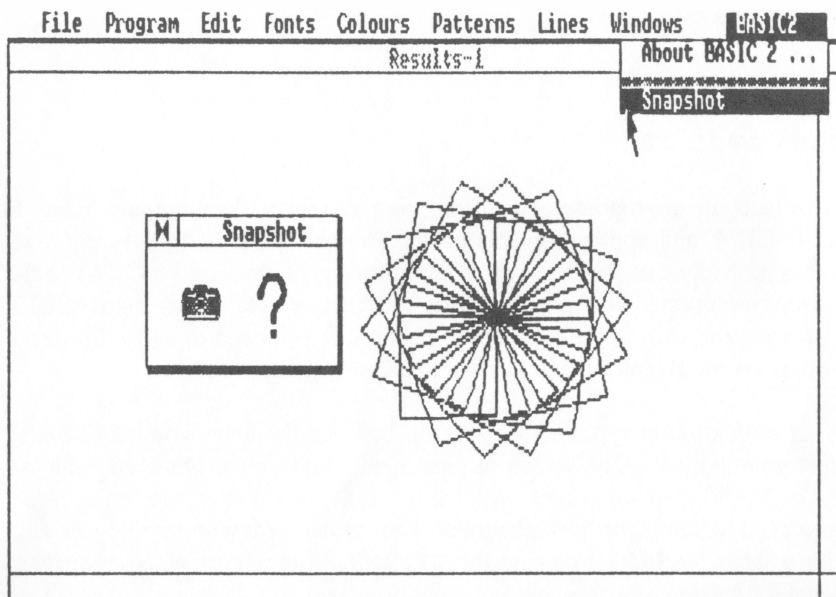 File Program Edit Fonts Colours Patterns Lines Windows BASIC2
Results-1
About BASIC 2 ...
Snapshot
Snapshot
?